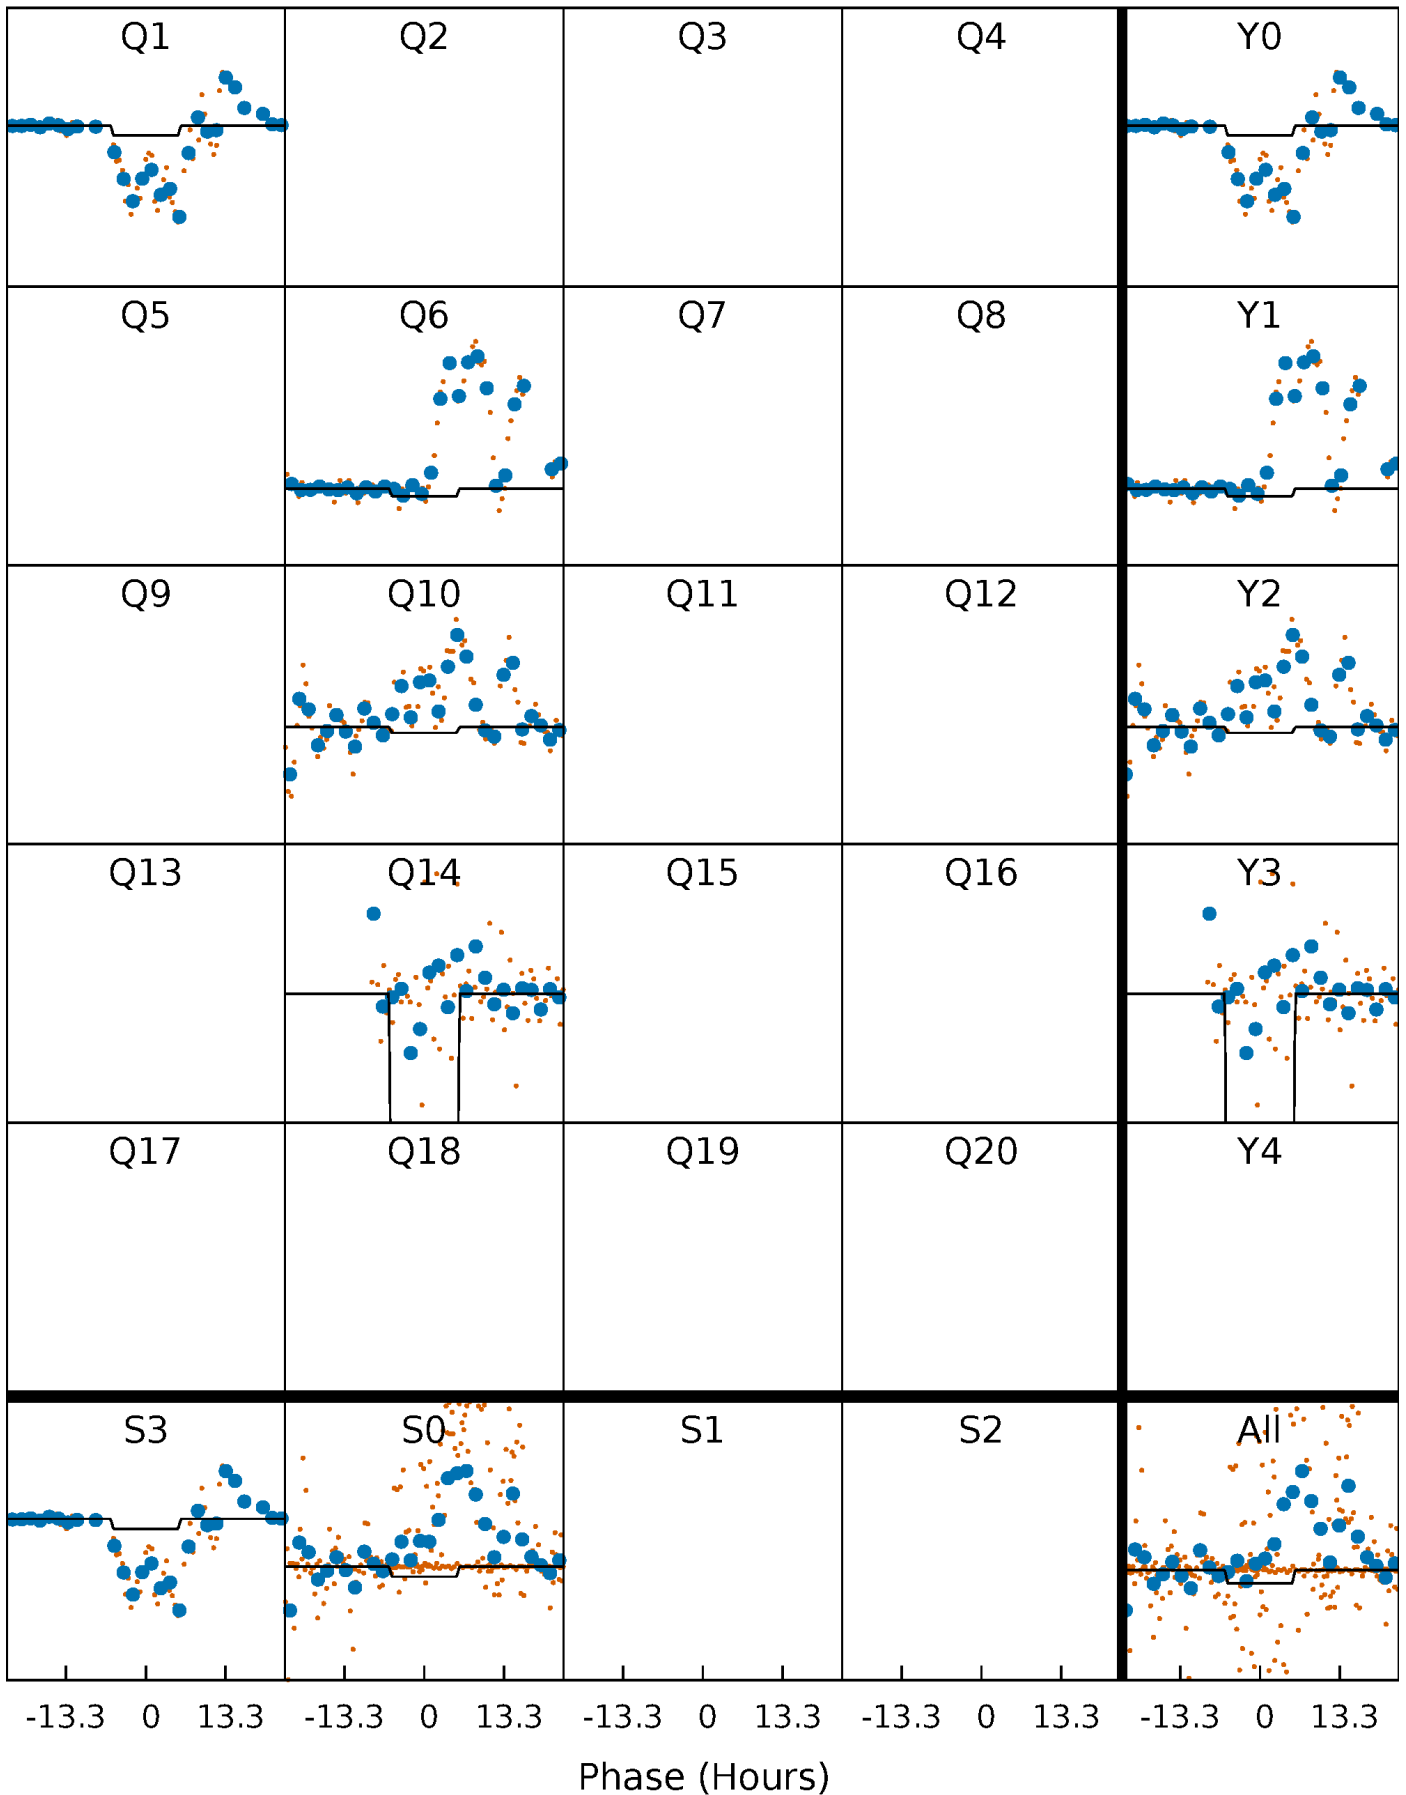 Q1 Q2 Q3 Q4 Y0
Q5 Q6 Q7 Q8 Y1
Q9 Q10 Q11 Q12 Y2
Q13 Q14 Q15 Q16 Y3
Q17 Q18 Q19 Q20 Y4
S3 S0 S1 S2 All
-13.3 0 13.3 -13.3 0 13.3 -13.3 0 13.3 -13.3 0 13.3 -13.3 0 13.3
Phase (Hours)